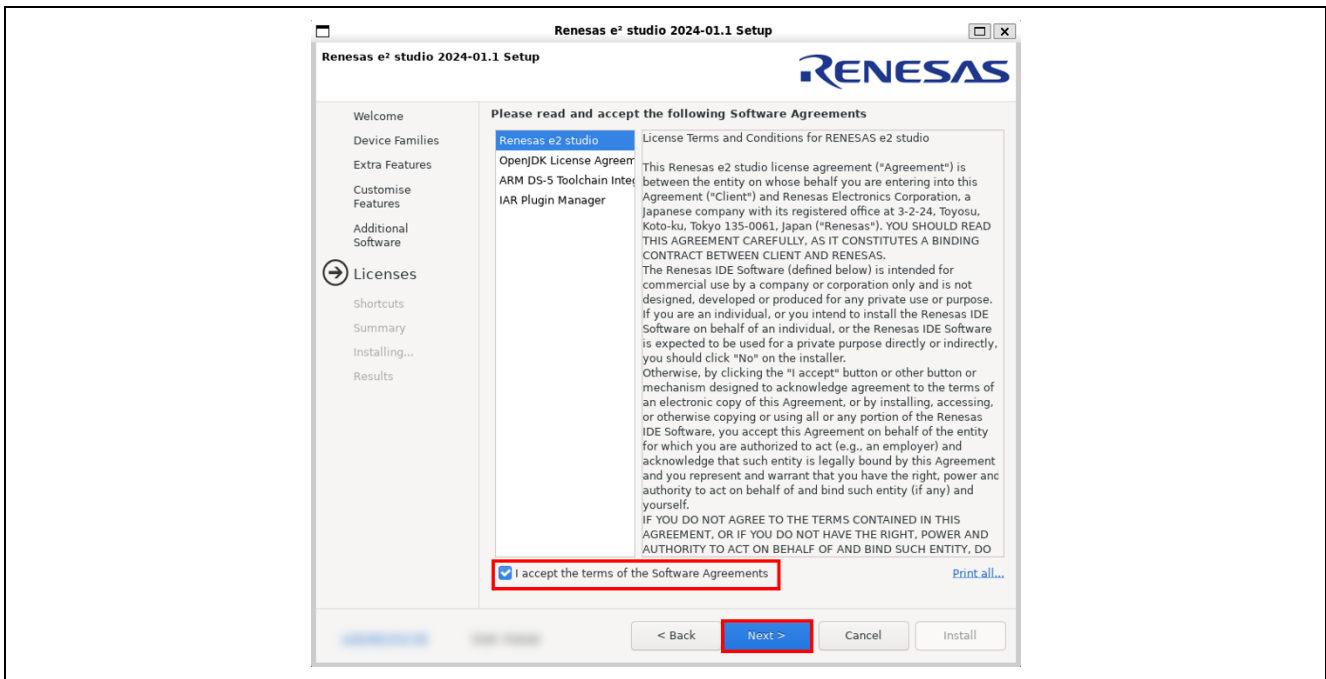 Renesas e² studio 2024-01.1 Setup
Renesas e² studio 2024-01.1 Setup
RENESAS
Welcome
Device Families
Extra Features
Customise
Features
Additional
Software
Licenses
Shortcuts
Summary
Installing...
Results
Please read and accept the following Software Agreements
Renesas e2 studio
OpenJDK License Agreem
ARM DS-5 Toolchain Integ
IAR Plugin Manager
License Terms and Conditions for RENESAS e2 studio
This Renesas e2 studio license agreement ("Agreement") is
between the entity on whose behalf you are entering into this
Agreement ("Client") and Renesas Electronics Corporation, a
Japanese company with its registered office at 3-2-24, Toyosu,
Koto-ku, Tokyo 135-0061, Japan ("Renesas"). YOU SHOULD READ
THIS AGREEMENT CAREFULLY, AS IT CONSTITUTES A BINDING
CONTRACT BETWEEN CLIENT AND RENESAS.
The Renesas IDE Software (defined below) is intended for
commercial use by a company or corporation only and is not
designed, developed or produced for any private use or purpose.
If you are an individual, or you intend to install the Renesas IDE
Software on behalf of an individual, or the Renesas IDE Software
is expected to be used for a private purpose directly or indirectly,
you should click "No" on the installer.
Otherwise, by clicking the "I accept" button or other button or
mechanism designed to acknowledge agreement to the terms of
an electronic copy of this Agreement, or by installing, accessing,
or otherwise copying or using all or any portion of the Renesas
IDE Software, you accept this Agreement on behalf of the entity
for which you are authorized to act (e.g., an employer) and
acknowledge that such entity is legally bound by this Agreement
and you represent and warrant that you have the right, power and
authority to act on behalf of and bind such entity (if any) and
yourself.
IF YOU DO NOT AGREE TO THE TERMS CONTAINED IN THIS
AGREEMENT, OR IF YOU DO NOT HAVE THE RIGHT, POWER AND
AUTHORITY TO ACT ON BEHALF OF AND BIND SUCH ENTITY, DO
I accept the terms of the Software Agreements
Print all...
< Back
Next >
Cancel
Install